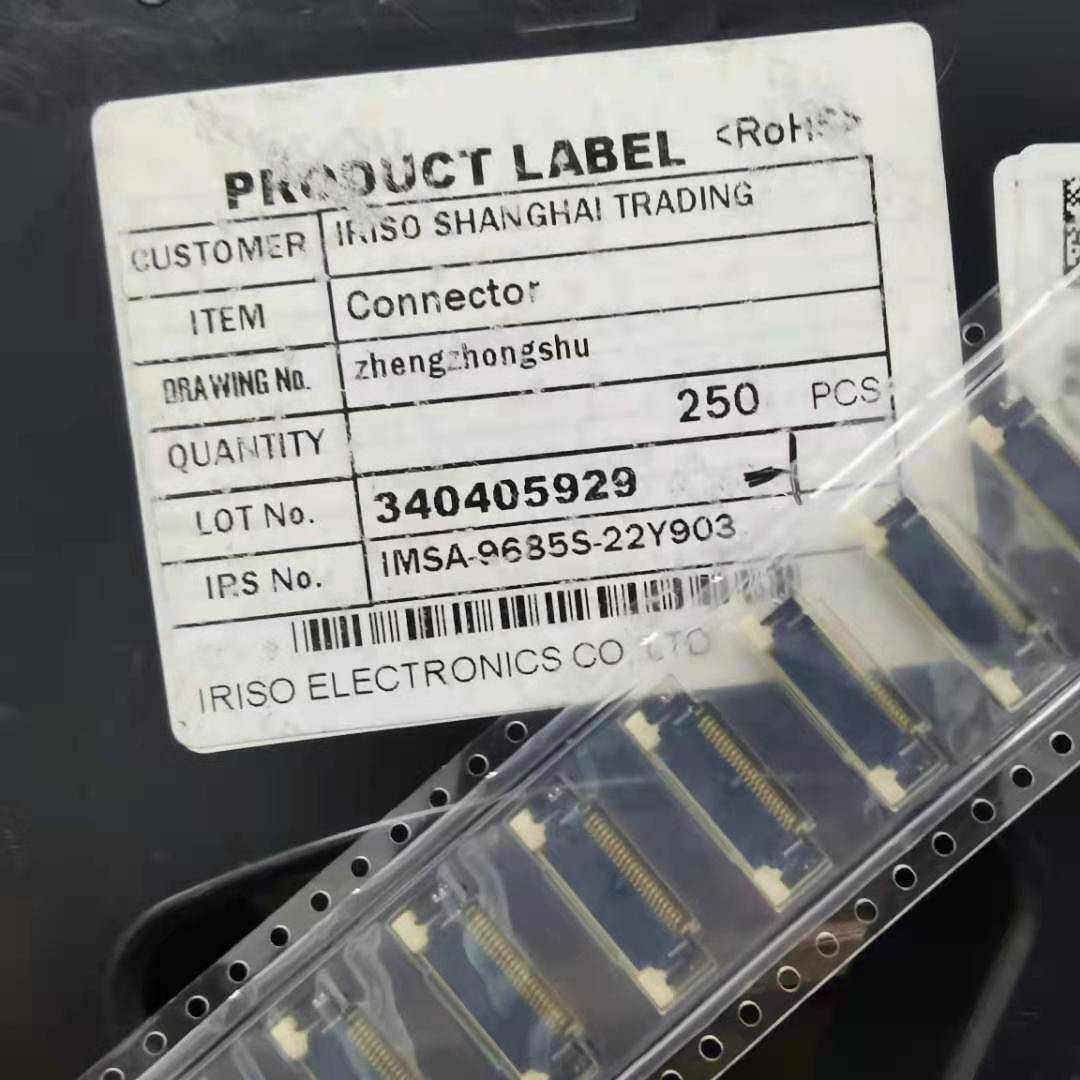 PRODUCT LABEL <RoHS>
CUSTOMER IRISO SHANGHAI TRADING
ITEM Connector
DRAWING No. zhengzhongshu
QUANTITY 250 PCS
LOT No. 340405929
IRS No. IMSA-9685S-22Y903
IRISO ELECTRONICS CO. LTD